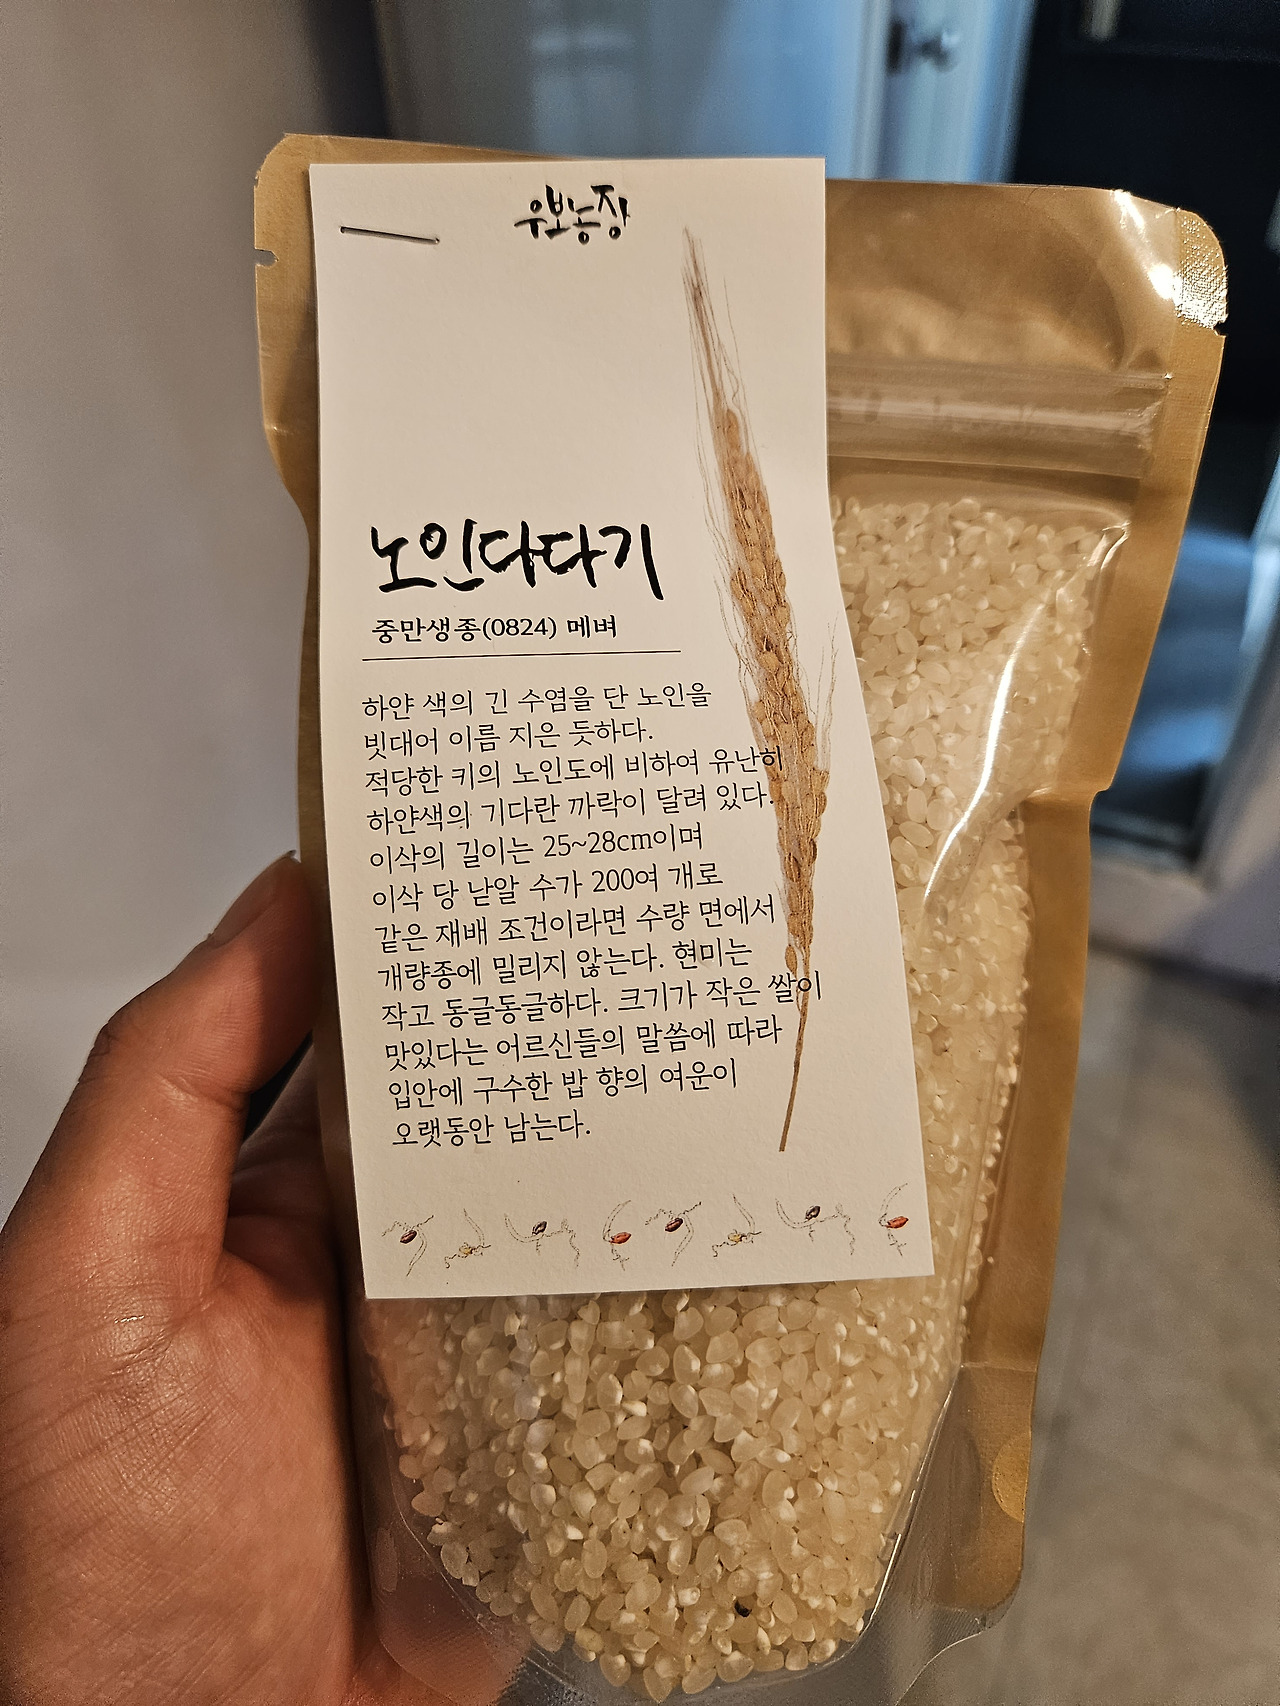 우보농장
노인다다기
중만생종(0824) 메벼
하얀 색의 긴 수염을 단 노인을
빗대어 이름 지은 듯하다.
적당한 키의 노인도에 비하여 유난히
하얀색의 기다란 까락이 달려 있다.
이삭의 길이는 25~28cm이며
이삭 당 낟알 수가 200여 개로
같은 재배 조건이라면 수량 면에서
개량종에 밀리지 않는다. 현미는
작고 동글동글하다. 크기가 작은 쌀이
맛있다는 어르신들의 말씀에 따라
입안에 구수한 밥 향의 여운이
오랫동안 남는다.